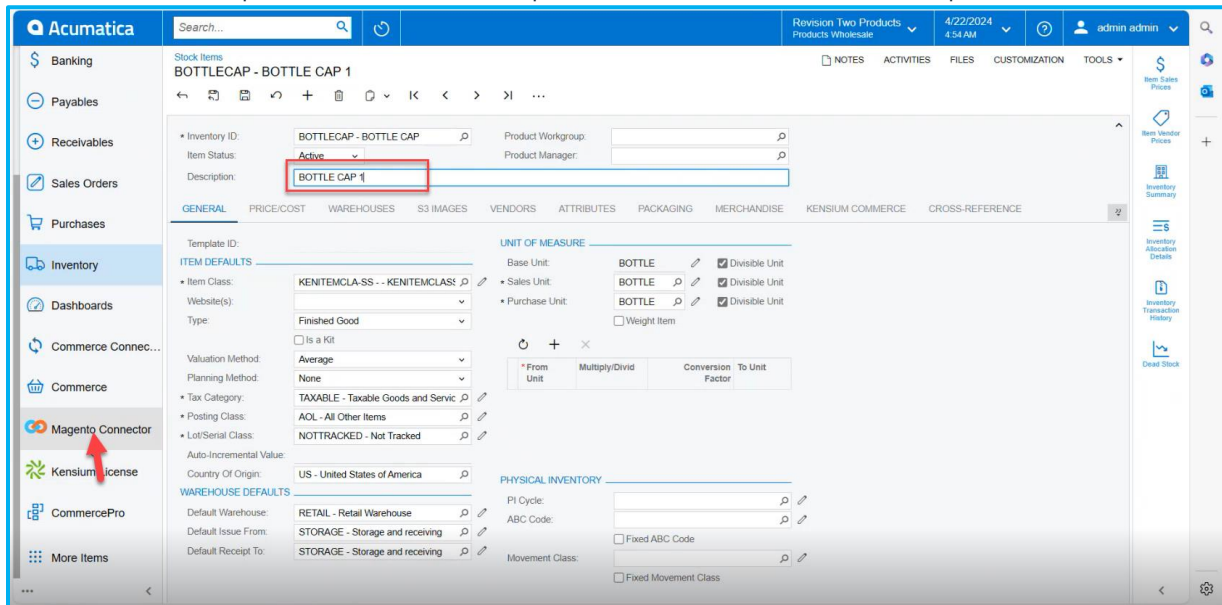 Acumatica
Search...
Revision Two Products
Products Wholesale
4/22/2024
4:54 AM
admin admin
Banking
Payables
Receivables
Sales Orders
Purchases
Inventory
Dashboards
Commerce Connec...
Commerce
Magento Connector
Kensium License
CommercePro
More Items
Stock Items
BOTTLECAP - BOTTLE CAP 1
NOTES ACTIVITIES FILES CUSTOMIZATION TOOLS
* Inventory ID: BOTTLECAP - BOTTLE CAP
Item Status: Active
Description: BOTTLE CAP 1
Product Workgroup:
Product Manager:
GENERAL PRICE/COST WAREHOUSES S3 IMAGES VENDORS ATTRIBUTES PACKAGING MERCHANDISE KENSIUM COMMERCE CROSS-REFERENCE
Template ID:
ITEM DEFAULTS
* Item Class: KENITEMCLA-SS - - KENITEMCLASS
Website(s):
Type: Finished Good
Is a Kit
Valuation Method: Average
Planning Method: None
* Tax Category: TAXABLE - Taxable Goods and Servic
* Posting Class: AOL - All Other Items
* Lot/Serial Class: NOTTRACKED - Not Tracked
Auto-Incremental Value:
Country Of Origin: US - United States of America
WAREHOUSE DEFAULTS
Default Warehouse: RETAIL - Retail Warehouse
Default Issue From: STORAGE - Storage and receiving
Default Receipt To: STORAGE - Storage and receiving
UNIT OF MEASURE
Base Unit: BOTTLE Divisible Unit
* Sales Unit: BOTTLE Divisible Unit
* Purchase Unit: BOTTLE Divisible Unit
Weight Item
* From Unit Multiply/Divid Conversion Factor To Unit
PHYSICAL INVENTORY
PI Cycle:
ABC Code:
Fixed ABC Code
Movement Class:
Fixed Movement Class
Item Sales
Prices
Item Vendor
Prices
Inventory
Summary
Inventory
Allocation
Details
Inventory
Transaction
History
Dead Stock